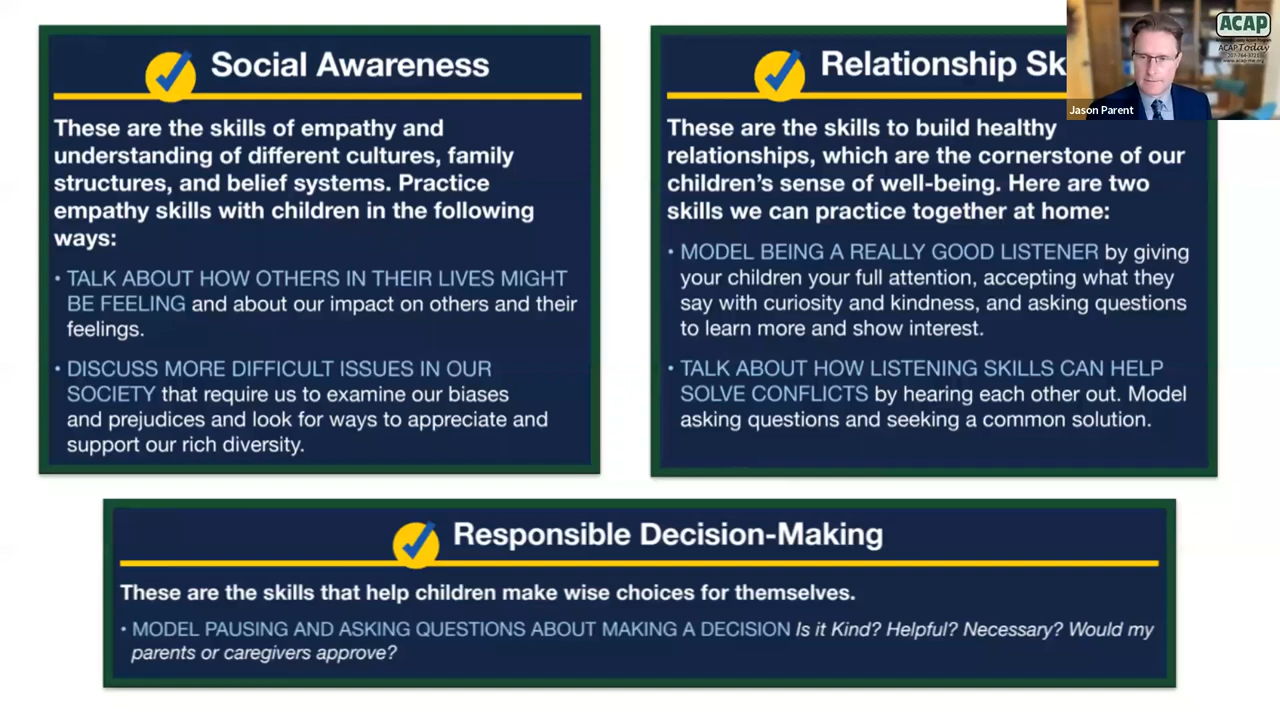 Social Awareness
These are the skills of empathy and
understanding of different cultures, family
structures, and belief systems. Practice
empathy skills with children in the following
ways:
• TALK ABOUT HOW OTHERS IN THEIR LIVES MIGHT
BE FEELING and about our impact on others and their
feelings.
• DISCUSS MORE DIFFICULT ISSUES IN OUR
SOCIETY that require us to examine our biases
and prejudices and look for ways to appreciate and
support our rich diversity.
Relationship Sk
These are the skills to build healthy
relationships, which are the cornerstone of our
children's sense of well-being. Here are two
skills we can practice together at home:
• MODEL BEING A REALLY GOOD LISTENER by giving
your children your full attention, accepting what they
say with curiosity and kindness, and asking questions
to learn more and show interest.
• TALK ABOUT HOW LISTENING SKILLS CAN HELP
SOLVE CONFLICTS by hearing each other out. Model
asking questions and seeking a common solution.
ACAP
ACAP Today
Jason Parent
Responsible Decision-Making
These are the skills that help children make wise choices for themselves.
• MODEL PAUSING AND ASKING QUESTIONS ABOUT MAKING A DECISION Is it Kind? Helpful? Necessary? Would my
parents or caregivers approve?